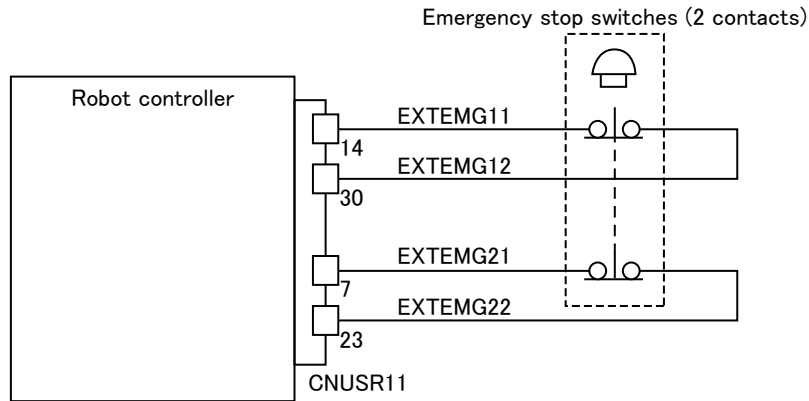 Emergency stop switches (2 contacts)
Robot controller
EXTEMG11
14
EXTEMG12
30
EXTEMG21
7
EXTEMG22
23
CNUSR11